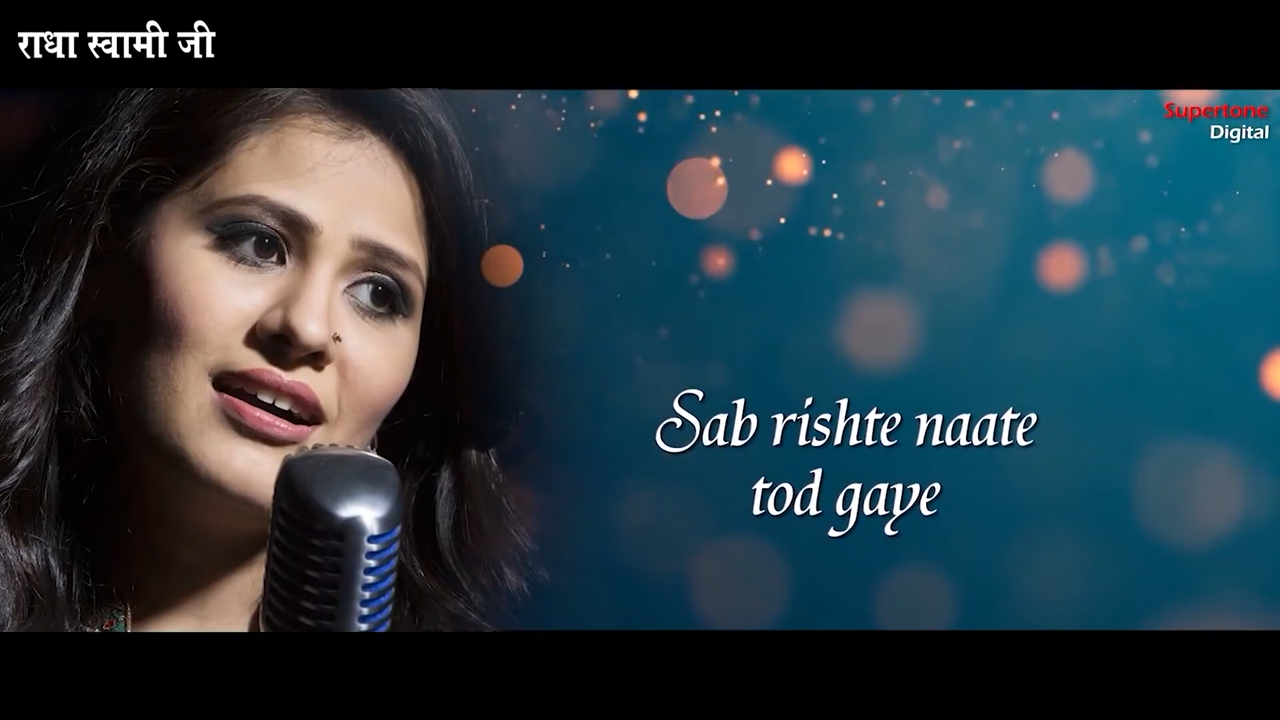 राधा स्वामी जी
Supertone
Digital
Sab rishte naate
tod gaye